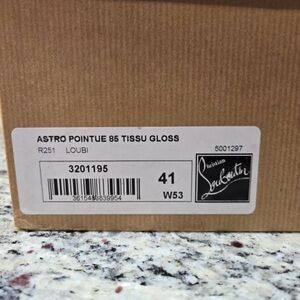 ASTRO POINTUE 85 TISSU GLOSS
R251 LOUBI 5001297
3201195
41
W53
Christian
Louboutin